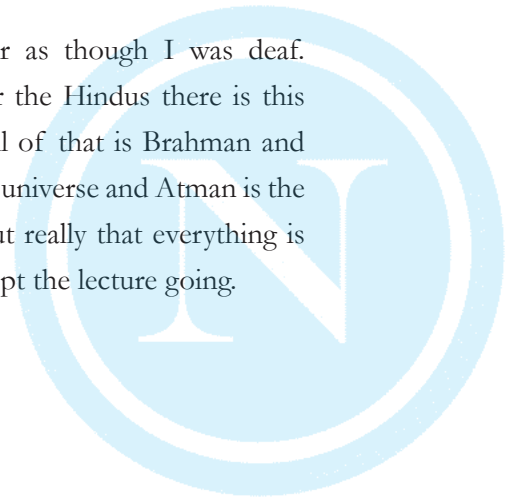 r as though I was deaf.
r the Hindus there is this
l of that is Brahman and
universe and Atman is the
ut really that everything is
pt the lecture going.
N